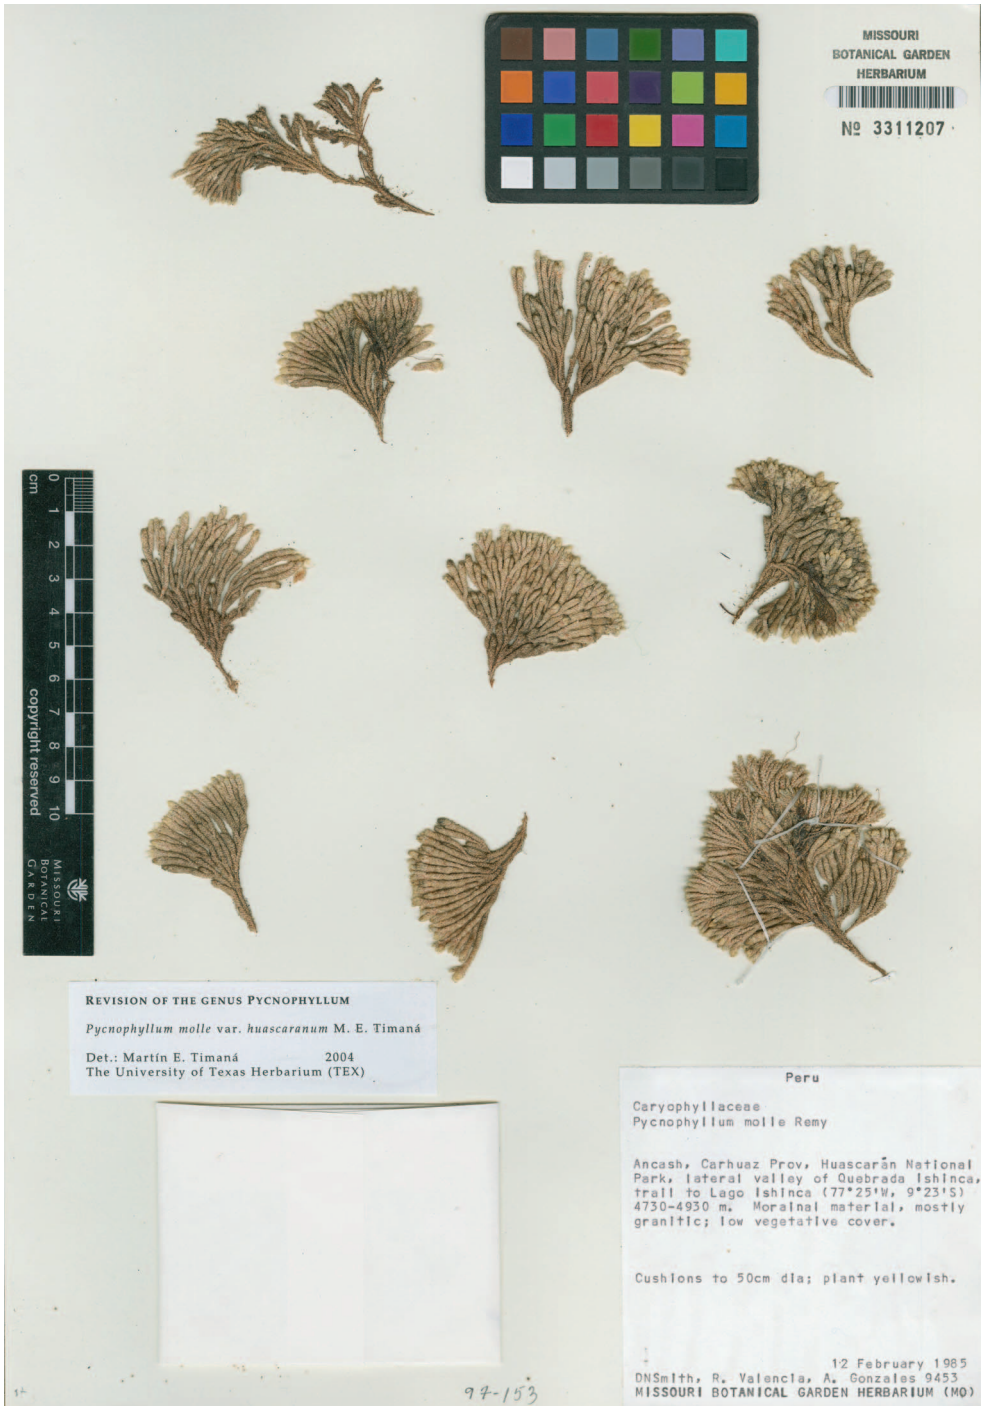 MISSOURI
BOTANICAL GARDEN
HERBARIUM
№ 3311207
0 1 2 3 4 5 6 7 8 9 10
cm
copyright reserved
MISSOURI
BOTANICAL
GARDEN
REVISION OF THE GENUS PYCNOPHYLLUM
Pycnophyllum molle var. huascaranum M. E. Timaná
Det.: Martín E. Timaná 2004
The University of Texas Herbarium (TEX)
Peru
Caryophyllaceae
Pycnophyllum molle Remy
Ancash, Carhuaz Prov, Huascarán National
Park, lateral valley of Quebrada Ishinca,
trail to Lago Ishinca (77°25'W, 9°23'S)
4730-4930 m. Morainal material, mostly
granitic; low vegetative cover.
Cushions to 50cm dia; plant yellowish.
12 February 1985
DNSmith, R. Valencia, A. Gonzales 9453
MISSOURI BOTANICAL GARDEN HERBARIUM (MO)
97-153